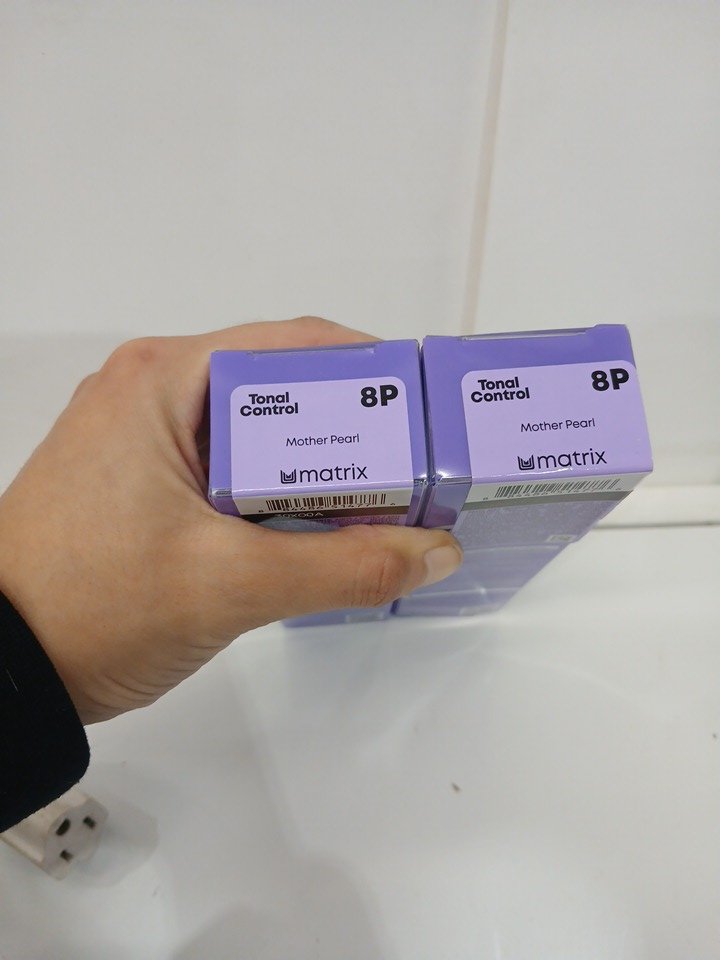 Tonal
Control
8P
Mother Pearl
matrix
Tonal
Control
8P
Mother Pearl
matrix